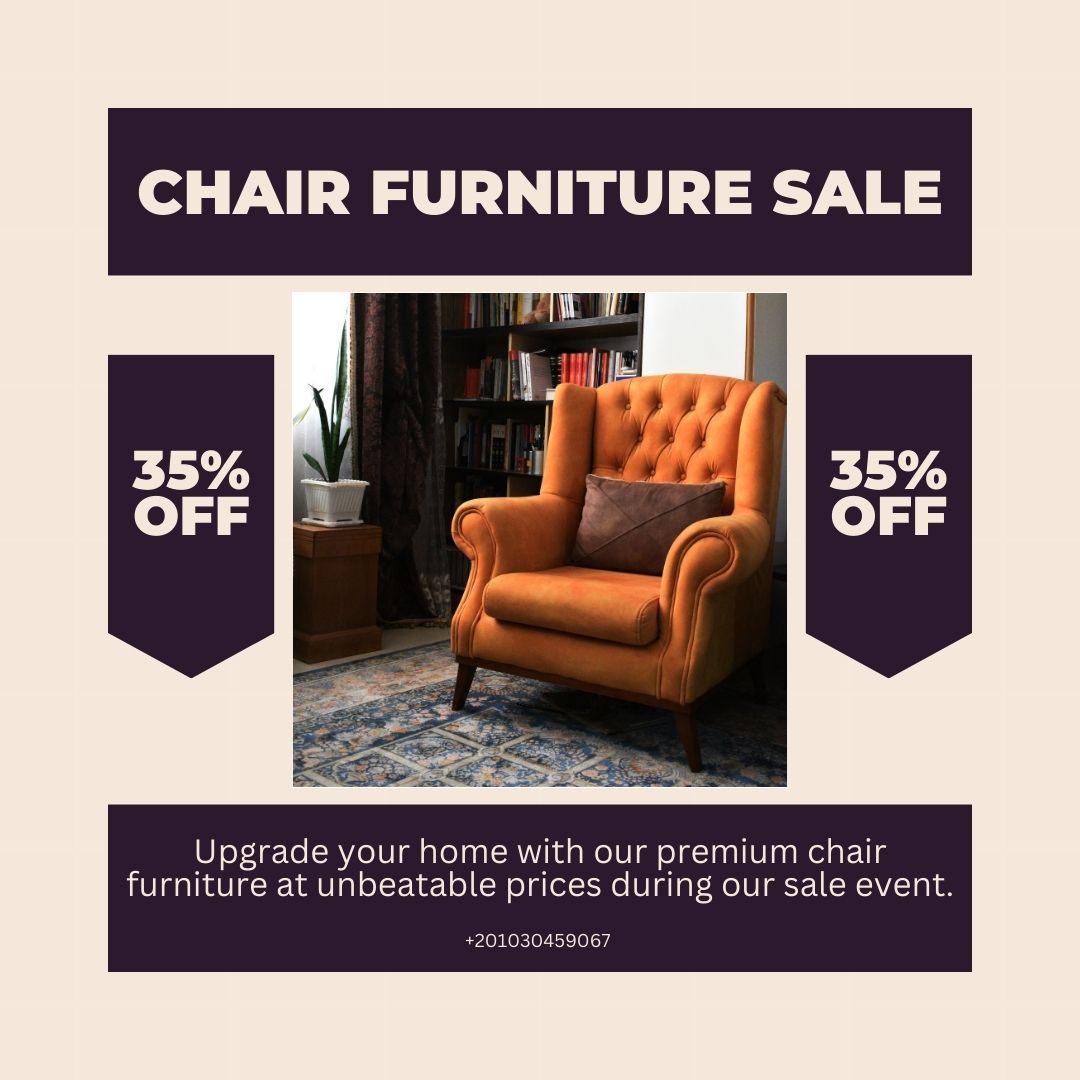 CHAIR FURNITURE SALE
35%
OFF
35%
OFF
Upgrade your home with our premium chair
furniture at unbeatable prices during our sale event.
+201030459067